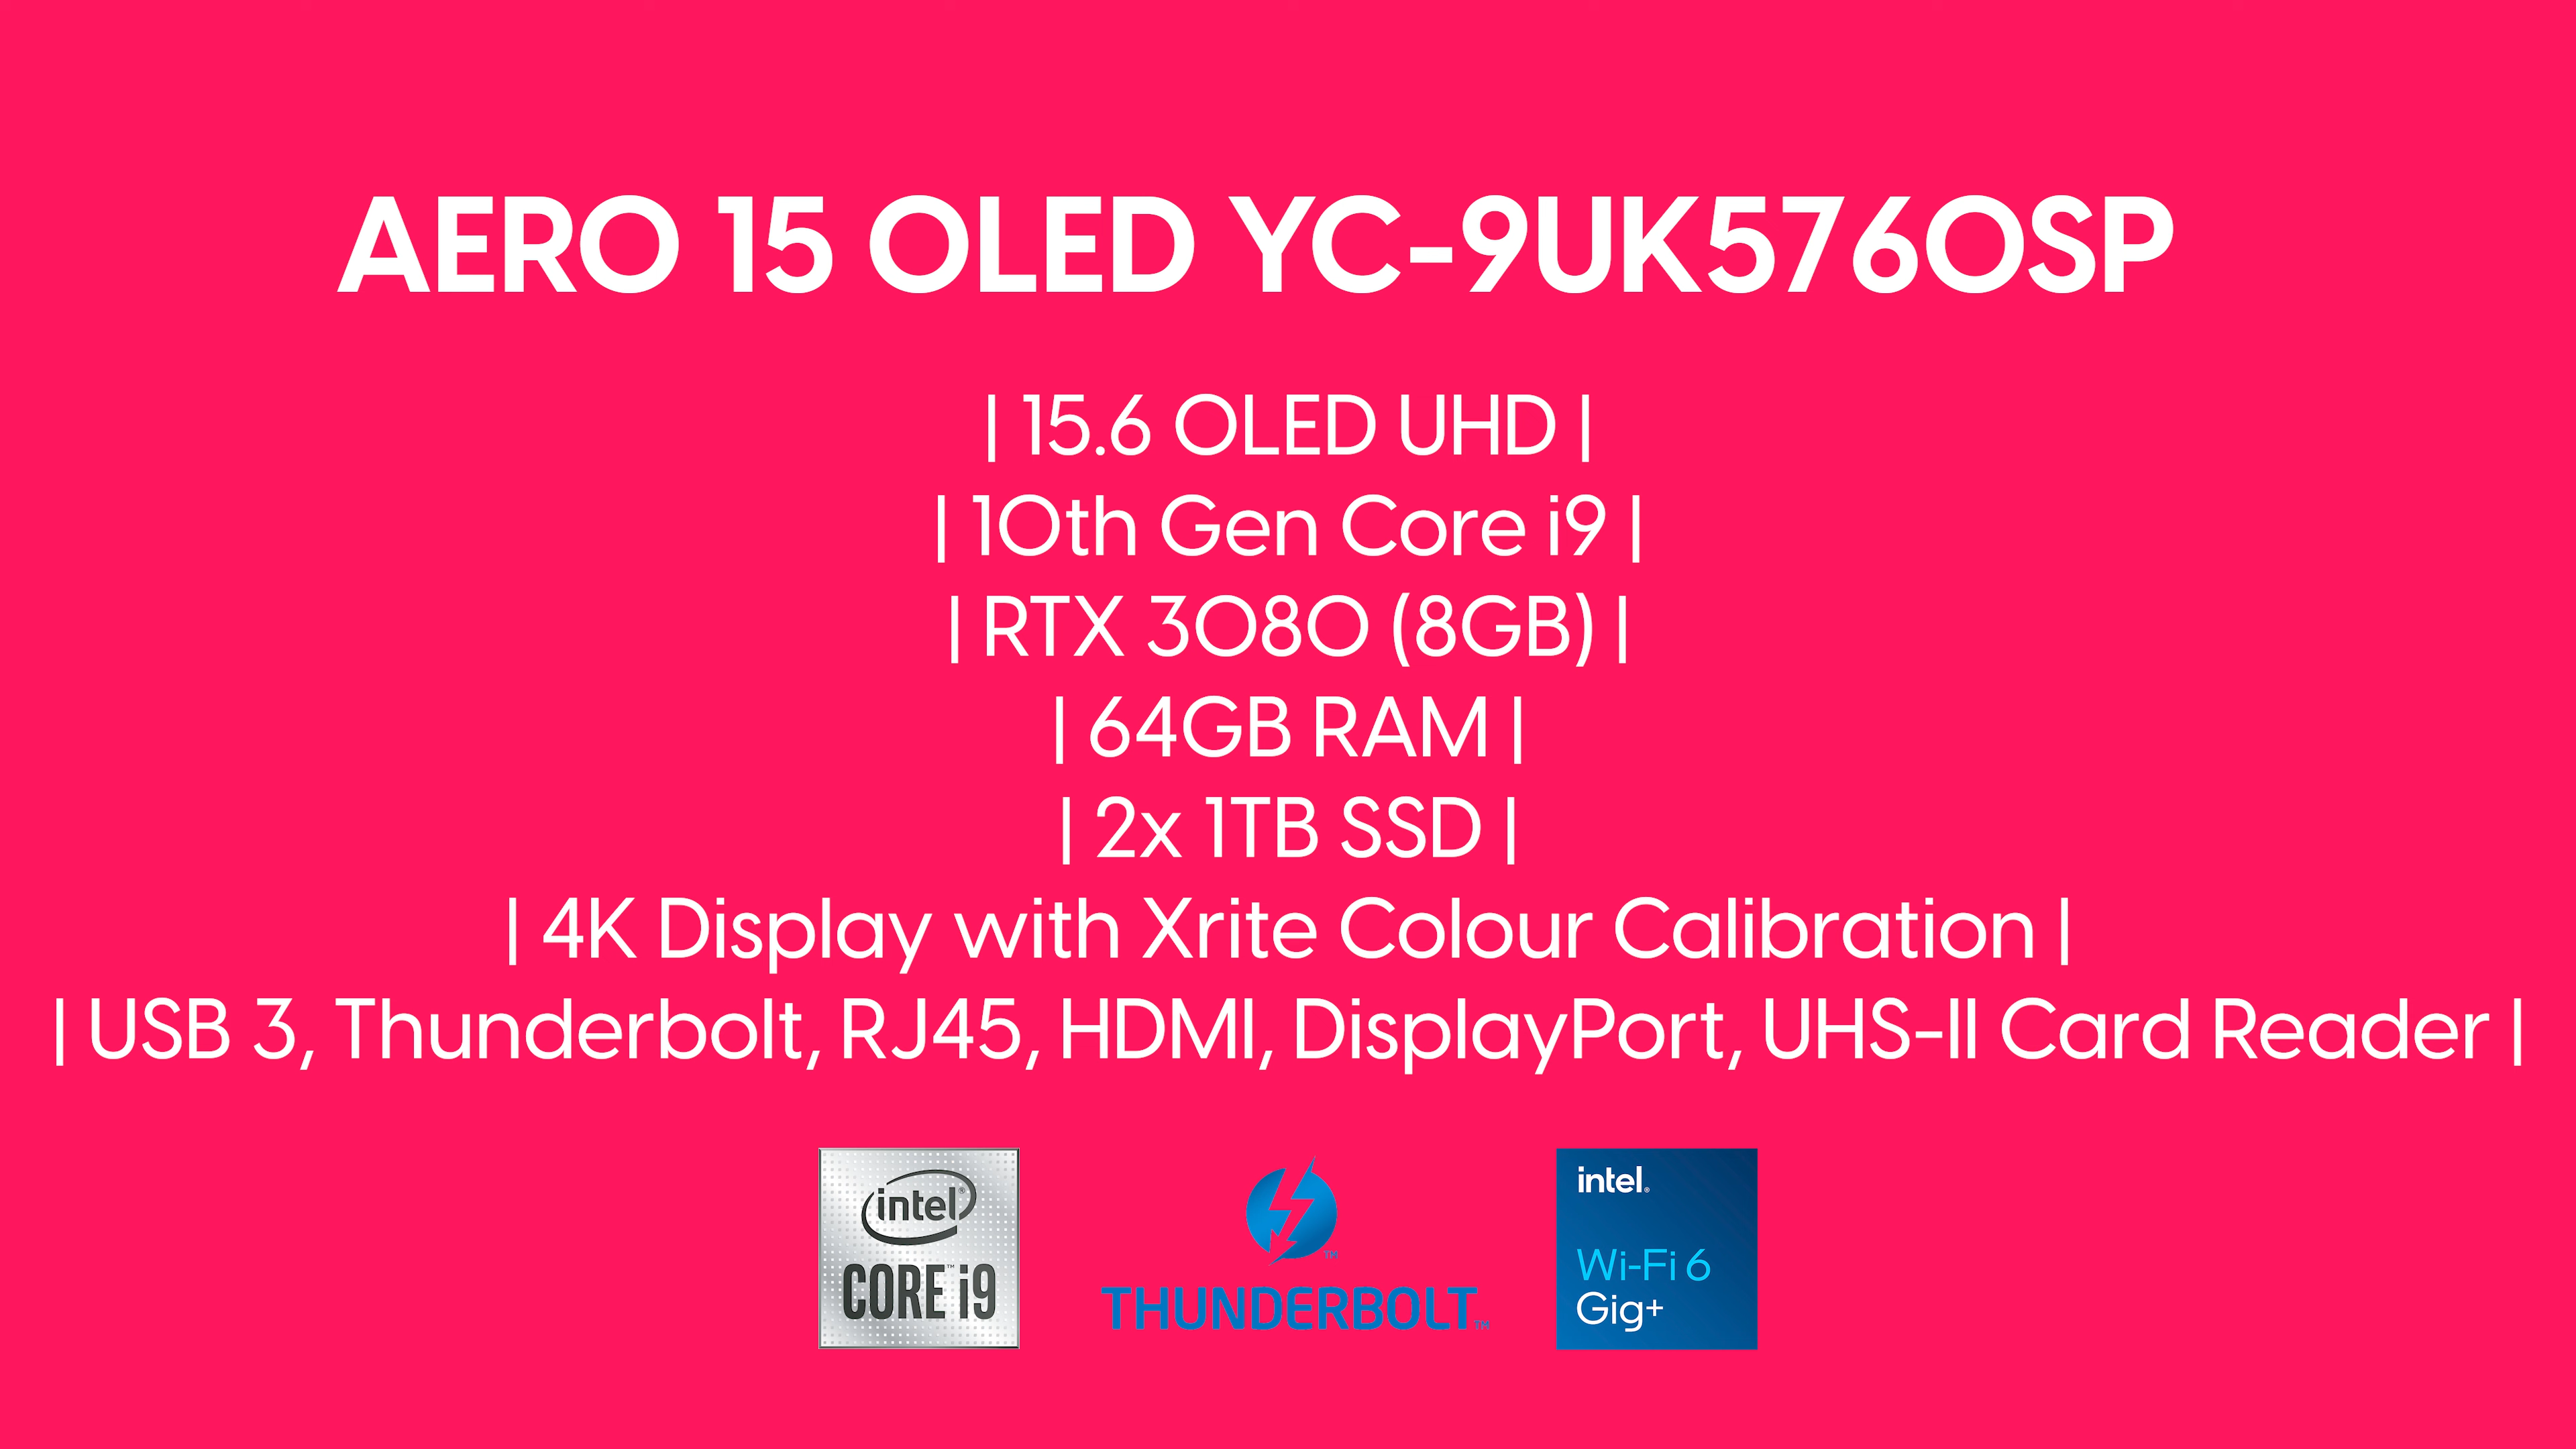 AERO 15 OLED YC-9UK5760SP
| 15.6 OLED UHD |
| 10th Gen Core i9 |
| RTX 3080 (8GB) |
| 64GB RAM |
| 2x 1TB SSD |
| 4K Display with Xrite Colour Calibration |
| USB 3, Thunderbolt, RJ45, HDMI, DisplayPort, UHS-II Card Reader |
intel®
CORE™ i9
THUNDERBOLT™
intel®
Wi-Fi 6
Gig+